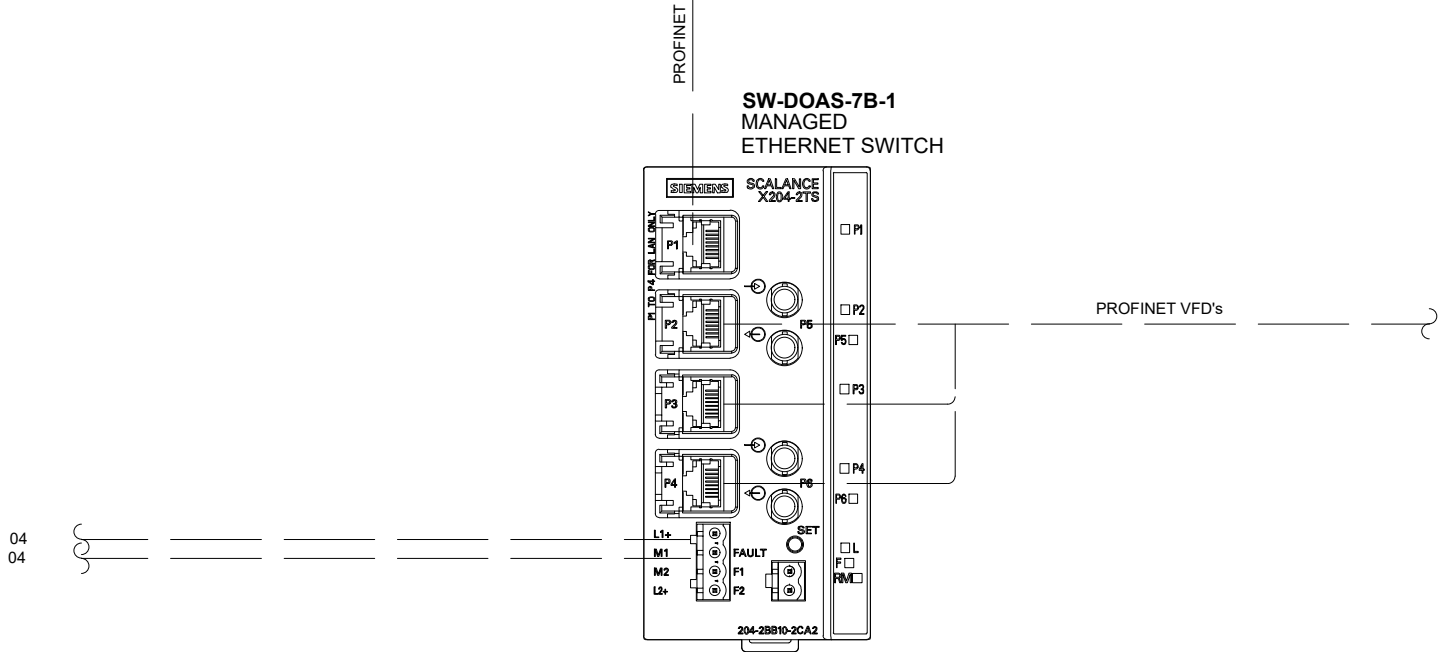 PROFINET
SW-DOAS-7B-1
MANAGED
ETHERNET SWITCH
SIEMENS
SCALANCE
X204-2TS
P1 TO P4 FOR LAN ONLY
P1
P1
P2
P5
P2
P5
PROFINET VFD's
P3
P3
P4
P6
P4
P6
04
04
L1+
M1
M2
L2+
FAULT
F1
F2
SET
L
F
RM
204-2BB10-2CA2